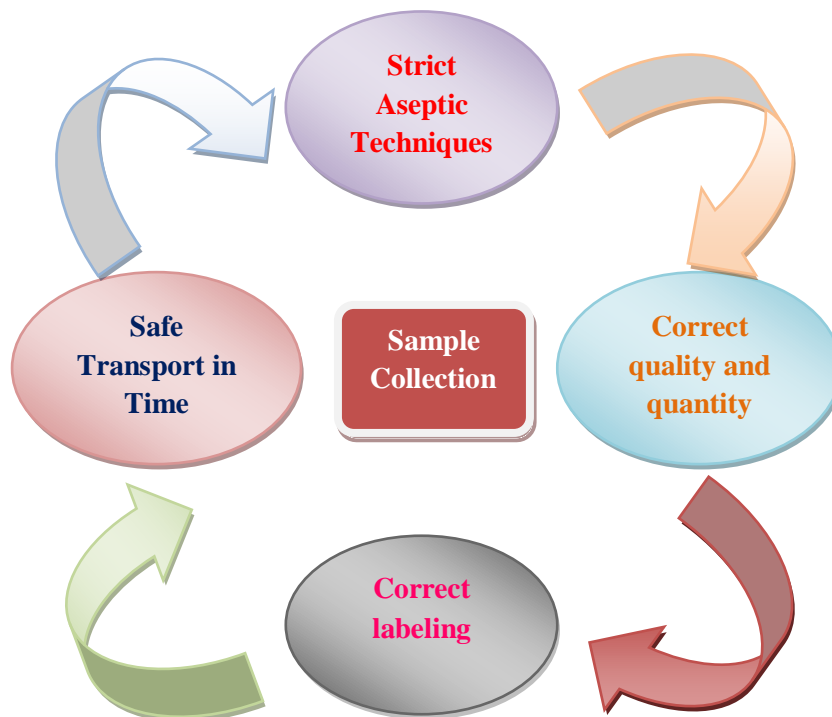 Strict
Aseptic
Techniques
Safe
Transport in
Time
Sample
Collection
Correct
quality and
quantity
Correct
labeling